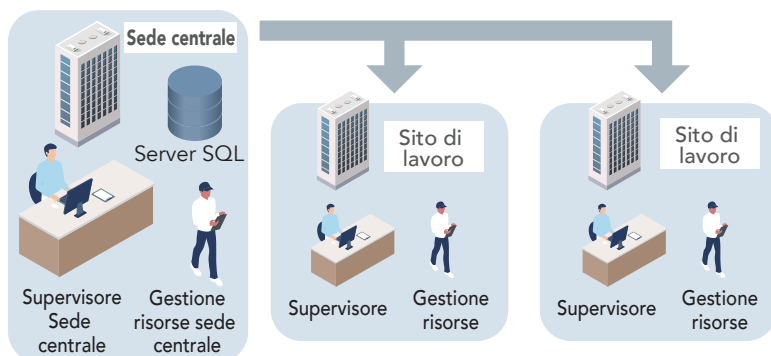 Sede centrale
Server SQL
Supervisore
Sede
centrale
Gestione
risorse sede
centrale
Sito di
lavoro
Supervisore
Gestione
risorse
Sito di
lavoro
Supervisore
Gestione
risorse